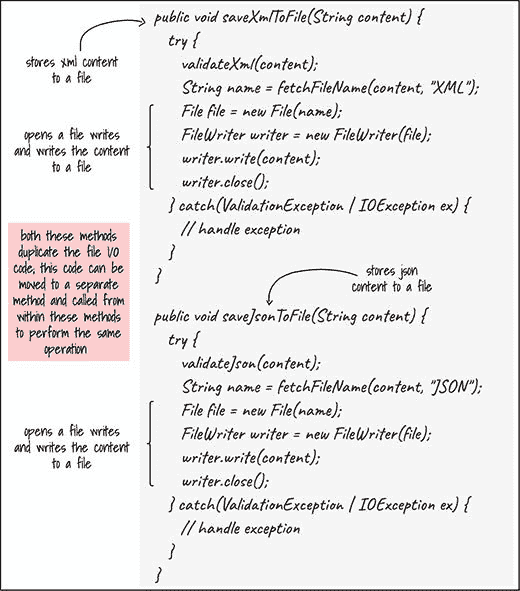 public void saveXmlToFile(String content) {
try {
stores xml content
to a file
validateXml(content);
String name = fetchFileName(content, "XML");
File file = new File(name);
opens a file writes
and writes the content
to a file
FileWriter writer = new FileWriter(file);
writer.write(content);
writer.close();
} catch(ValidationException | IOException ex) {
// handle exception
}
}
both these methods
duplicate the file I/O
code, this code can be
moved to a separate
method and called from
within these methods
to perform the same
operation
stores json
content to a file
public void saveJsonToFile(String content) {
try {
validateJson(content);
String name = fetchFileName(content, "JSON");
File file = new File(name);
opens a file writes
and writes the content
to a file
FileWriter writer = new FileWriter(file);
writer.write(content);
writer.close();
} catch(ValidationException | IOException ex) {
// handle exception
}
}